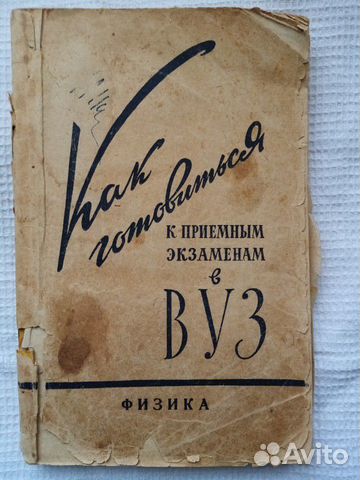 Как
готовиться
К ПРИЕМНЫМ
ЭКЗАМЕНАМ
в
ВУЗ
ФИЗИКА
Avito